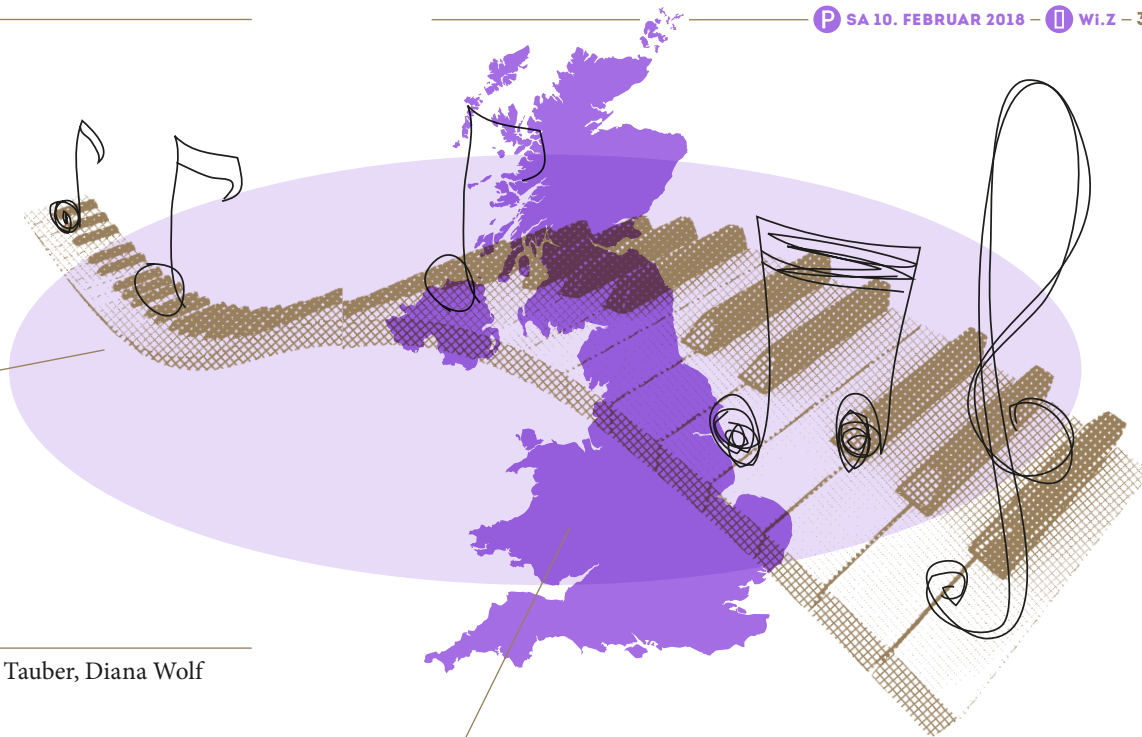 P SA 10. FEBRUAR 2018 – Wi.Z – 3
Tauber, Diana Wolf